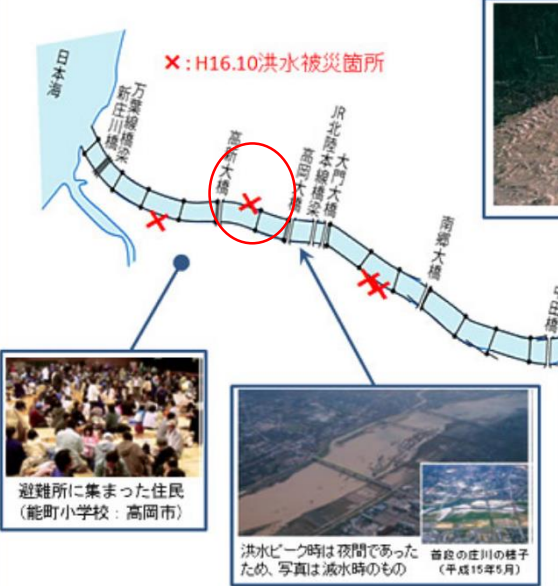 ×:H16.10洪水被災箇所
日本海
万葉線橋梁
新庄川橋
高新大橋
JR北陸本線橋梁
大門大橋
高岡大橋
南郷大橋
中田橋
避難所に集まった住民
(能町小学校:高岡市)
洪水ピーク時は夜間であった
ため、写真は減水時のもの
普段の庄川の様子
(平成15年5月)